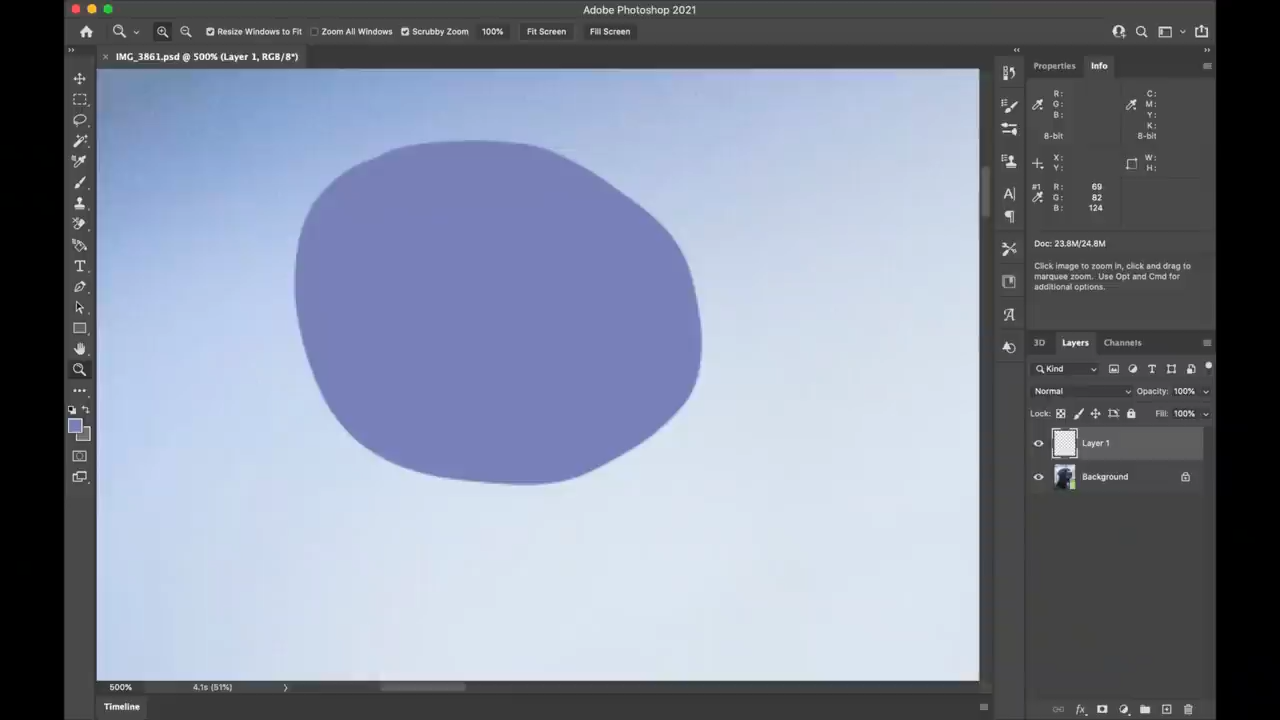 Adobe Photoshop 2021
Resize Windows to Fit
Zoom All Windows
Scrubby Zoom
100%
Fit Screen
Fill Screen
IMG_3861.psd @ 500% (Layer 1, RGB/8*)
Properties
Info
R:
G:
B:
8-bit
C:
M:
Y:
K:
8-bit
X:
Y:
W:
H:
#1 R: 69
G: 82
B: 124
Doc: 23.8M/24.8M
Click image to zoom in, click and drag to
marquee zoom. Use Opt and Cmd for
additional options.
3D
Layers
Channels
Kind
Normal
Opacity: 100%
Lock:
Fill: 100%
Layer 1
Background
500%
4.1s (51%)
Timeline